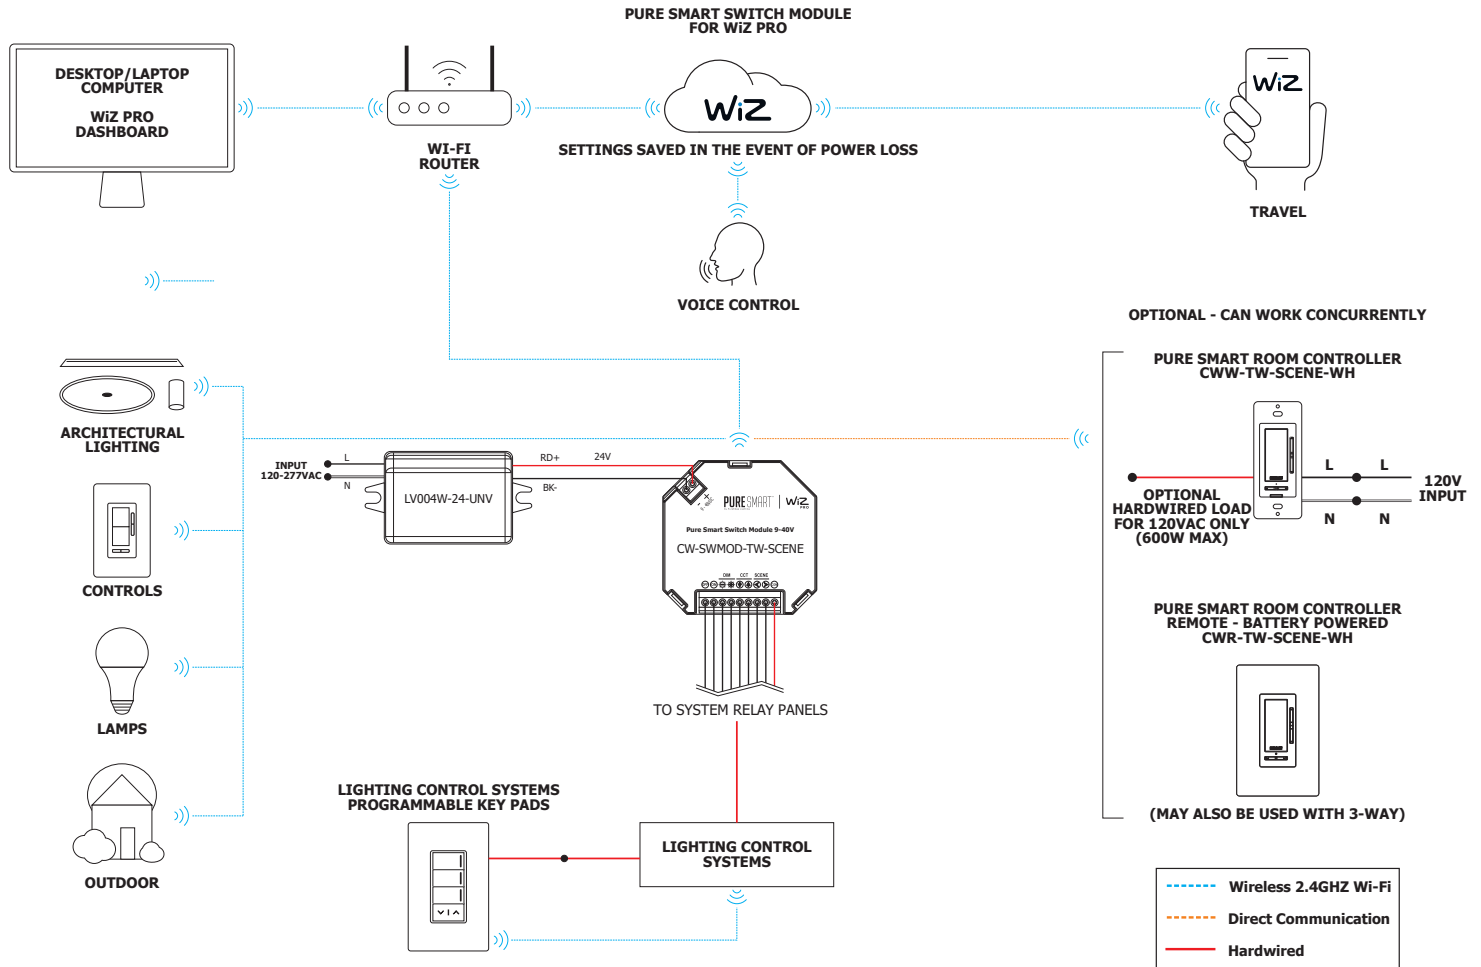 PURE SMART SWITCH MODULE
FOR WiZ PRO
DESKTOP/LAPTOP
COMPUTER
WiZ PRO
DASHBOARD
WI-FI
ROUTER
WiZ
SETTINGS SAVED IN THE EVENT OF POWER LOSS
WiZ
TRAVEL
VOICE CONTROL
OPTIONAL - CAN WORK CONCURRENTLY
PURE SMART ROOM CONTROLLER
CWW-TW-SCENE-WH
OPTIONAL
HARDWIRED LOAD
FOR 120VAC ONLY
(600W MAX)
L L
N N
120V
INPUT
PURE SMART ROOM CONTROLLER
REMOTE - BATTERY POWERED
CWR-TW-SCENE-WH
(MAY ALSO BE USED WITH 3-WAY)
ARCHITECTURAL
LIGHTING
CONTROLS
LAMPS
OUTDOOR
INPUT
120-277VAC
L
N
LV004W-24-UNV
RD+ 24V
BK-
PURE SMART | WiZ
PRO
Pure Smart Switch Module 9-40V
CW-SWMOD-TW-SCENE
DIM CCT SCENE
TO SYSTEM RELAY PANELS
LIGHTING CONTROL SYSTEMS
PROGRAMMABLE KEY PADS
LIGHTING CONTROL
SYSTEMS
Wireless 2.4GHZ Wi-Fi
Direct Communication
Hardwired